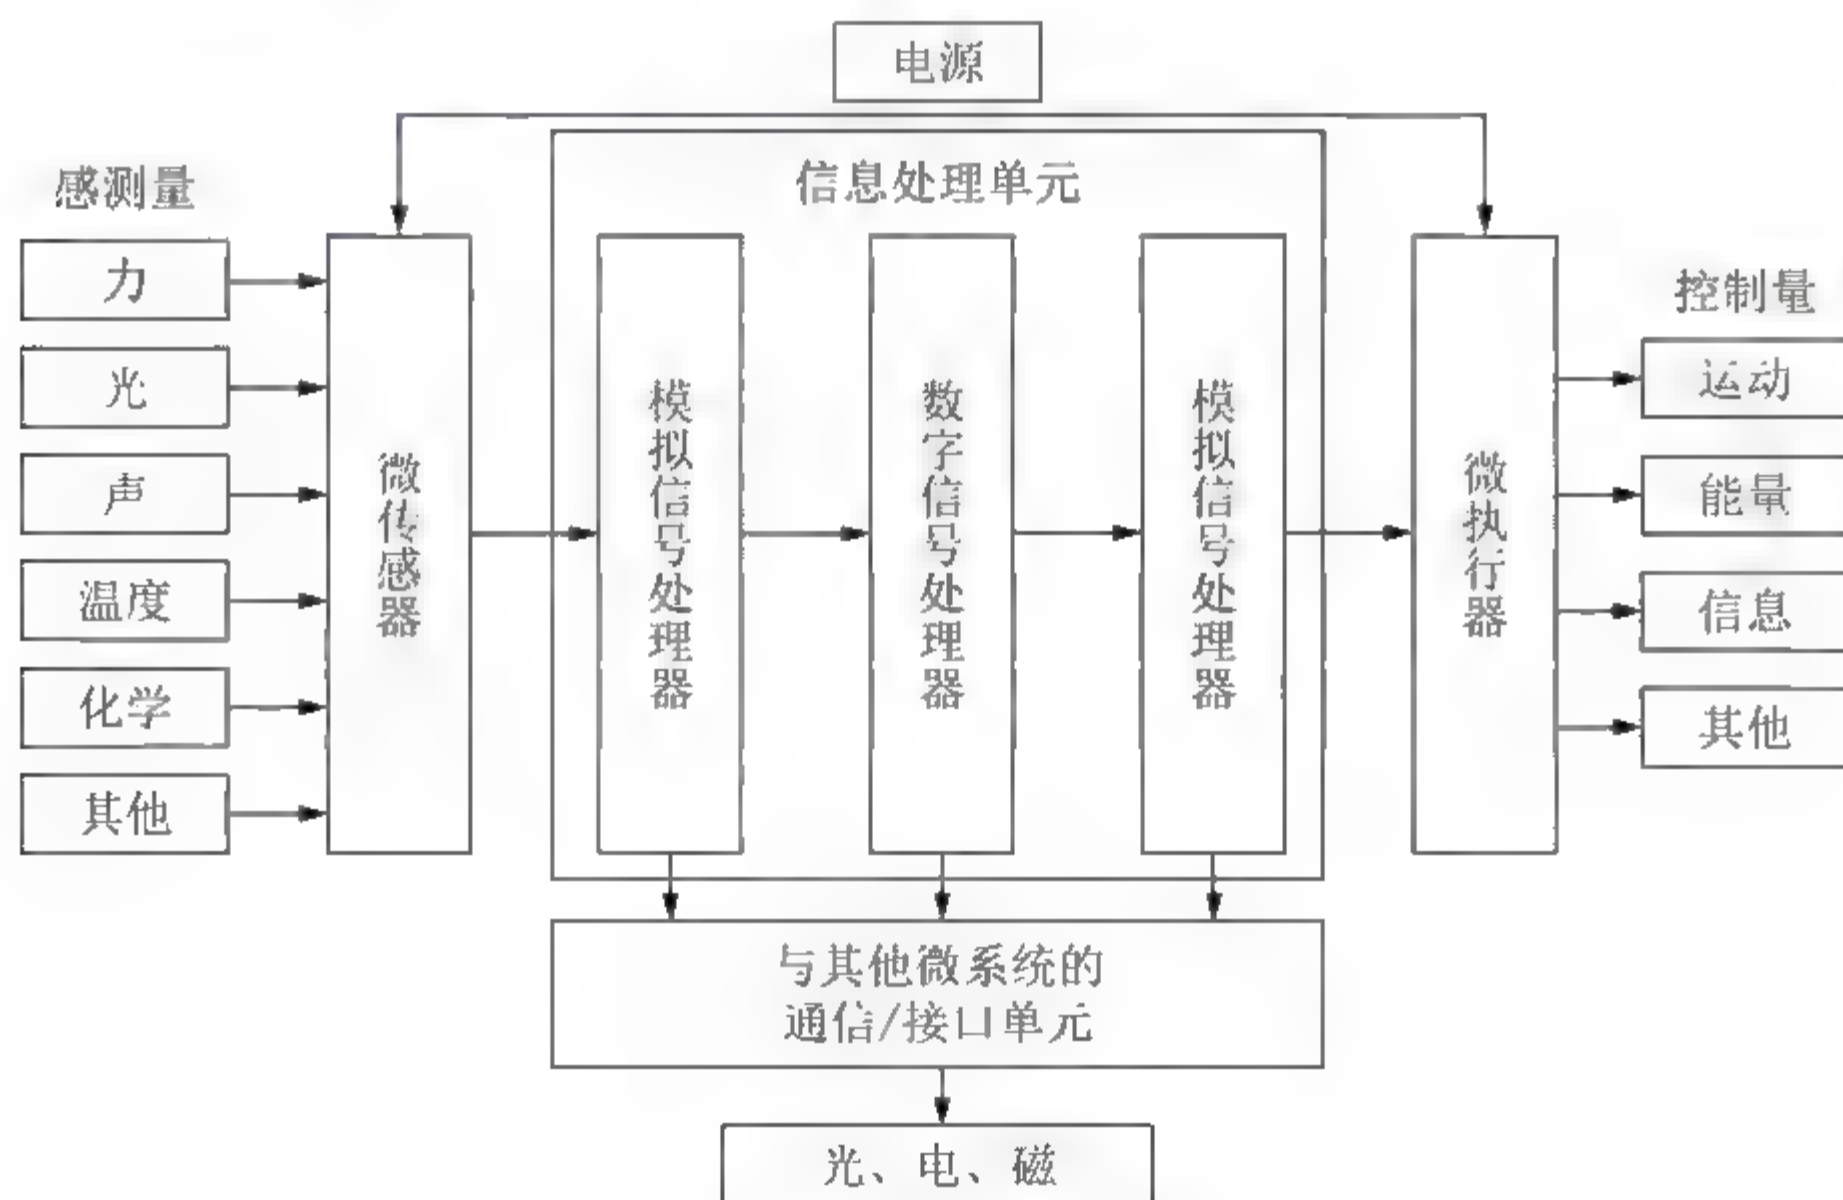 电源
感测量
力
光
声
温度
化学
其他
微传感器
信息处理单元
模拟信号处理器
数字信号处理器
模拟信号处理器
微执行器
控制量
运动
能量
信息
其他
与其他微系统的
通信/接口单元
光、电、磁